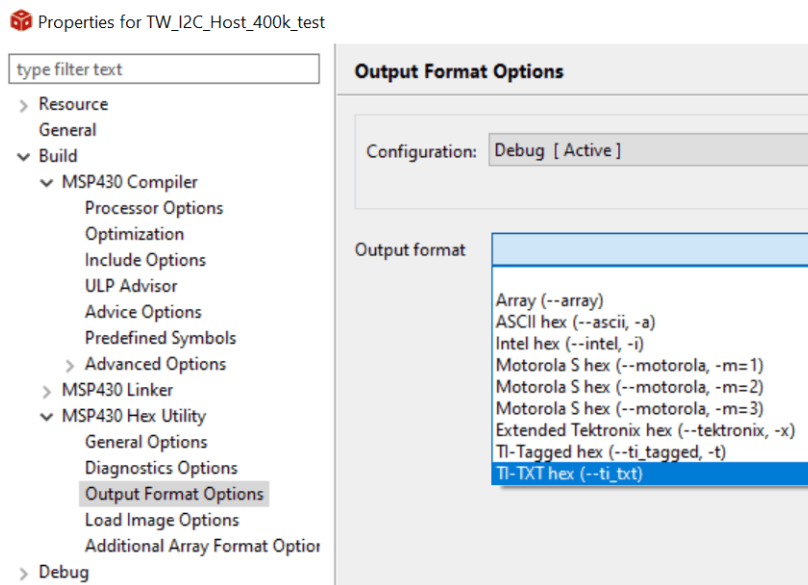 Properties for TW_I2C_Host_400k_test
type filter text
Resource
General
Build
MSP430 Compiler
Processor Options
Optimization
Include Options
ULP Advisor
Advice Options
Predefined Symbols
Advanced Options
MSP430 Linker
MSP430 Hex Utility
General Options
Diagnostics Options
Output Format Options
Load Image Options
Additional Array Format Option
Debug
Output Format Options
Configuration: Debug [ Active ]
Output format
Array (--array)
ASCII hex (--ascii, -a)
Intel hex (--intel, -i)
Motorola S hex (--motorola, -m=1)
Motorola S hex (--motorola, -m=2)
Motorola S hex (--motorola, -m=3)
Extended Tektronix hex (--tektronix, -x)
TI-Tagged hex (--ti_tagged, -t)
TI-TXT hex (--ti_txt)